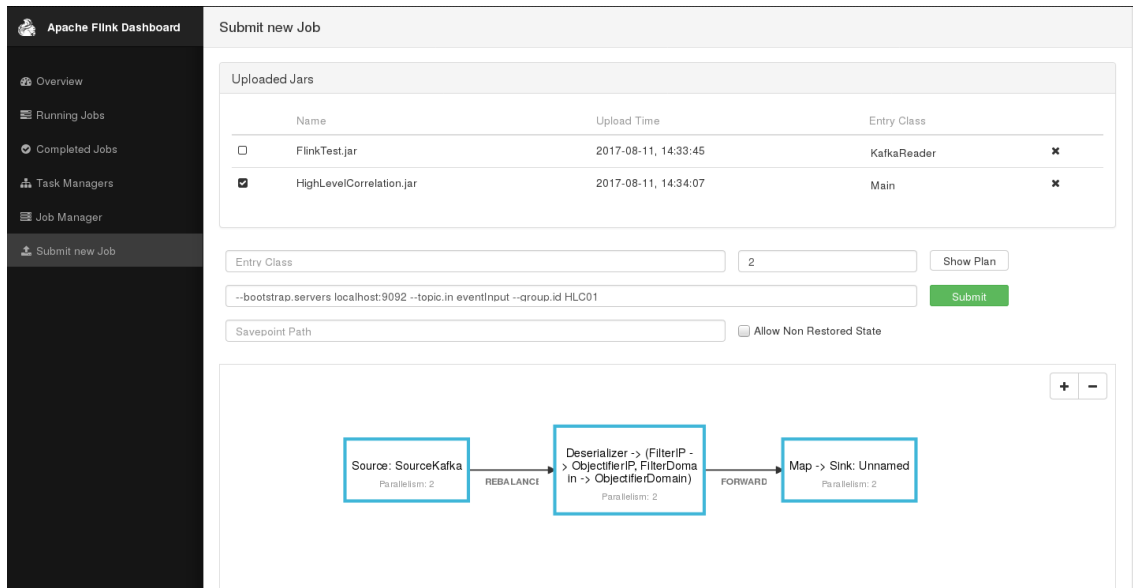 Apache Flink Dashboard
Submit new Job
Overview
Running Jobs
Completed Jobs
Task Managers
Job Manager
Submit new Job
Uploaded Jars
Name Upload Time Entry Class
FlinkTest.jar 2017-08-11, 14:33:45 KafkaReader
HighLevelCorrelation.jar 2017-08-11, 14:34:07 Main
Entry Class 2 Show Plan
--bootstrap.servers localhost:9092 --topic.in eventInput --group.id HLC01 Submit
Savepoint Path Allow Non Restored State
+ −
Source: SourceKafka
Parallelism: 2
REBALANCE
Deserializer -> (FilterIP -
> ObjectifierIP, FilterDoma
in -> ObjectifierDomain)
Parallelism: 2
FORWARD
Map -> Sink: Unnamed
Parallelism: 2